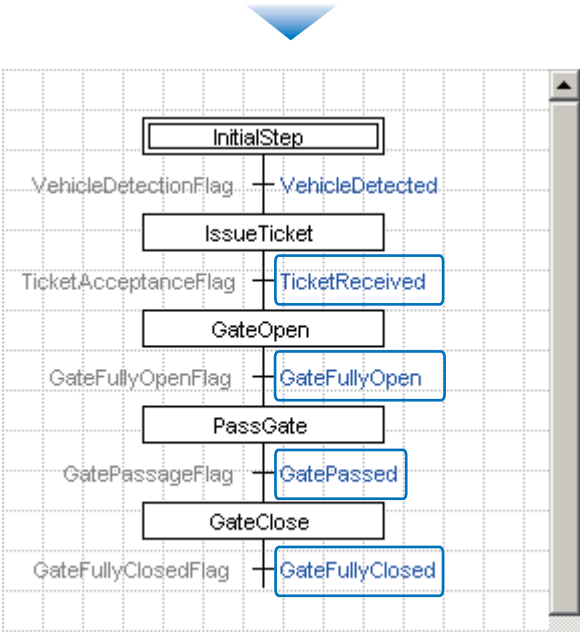 InitialStep
VehicleDetectionFlag VehicleDetected
IssueTicket
TicketAcceptanceFlag TicketReceived
GateOpen
GateFullyOpenFlag GateFullyOpen
PassGate
GatePassageFlag GatePassed
GateClose
GateFullyClosedFlag GateFullyClosed